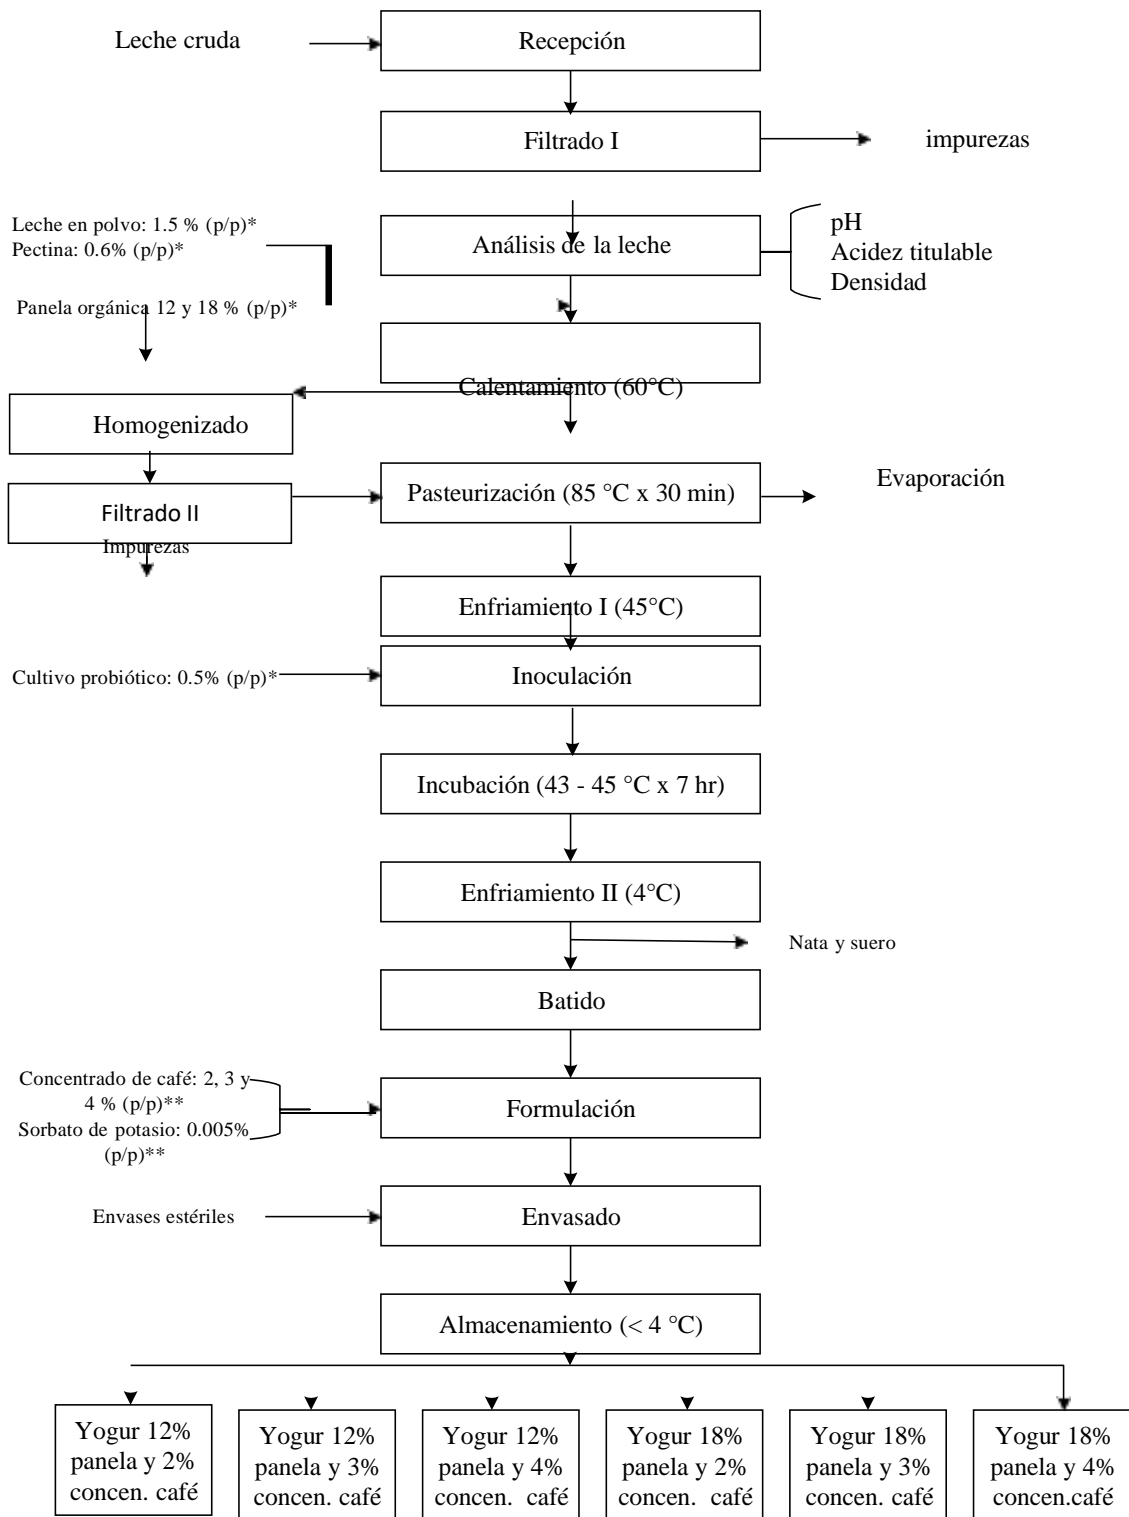 Leche cruda
Recepción
Filtrado I
impurezas
Leche en polvo: 1.5 % (p/p)*
Pectina: 0.6% (p/p)*
Análisis de la leche
pH
Acidez titulable
Densidad
Panela orgánica 12 y 18 % (p/p)*
Calentamiento (60°C)
Homogenizado
Filtrado II
Impurezas
Pasteurización (85 °C x 30 min)
Evaporación
Enfriamiento I (45°C)
Cultivo probiótico: 0.5% (p/p)*
Inoculación
Incubación (43 - 45 °C x 7 hr)
Enfriamiento II (4°C)
Nata y suero
Batido
Concentrado de café: 2, 3 y
4 % (p/p)**
Sorbato de potasio: 0.005%
(p/p)**
Formulación
Envases estériles
Envasado
Almacenamiento (< 4 °C)
Yogur 12%
panela y 2%
concen. café
Yogur 12%
panela y 3%
concen. café
Yogur 12%
panela y 4%
concen. café
Yogur 18%
panela y 2%
concen. café
Yogur 18%
panela y 3%
concen. café
Yogur 18%
panela y 4%
concen.café